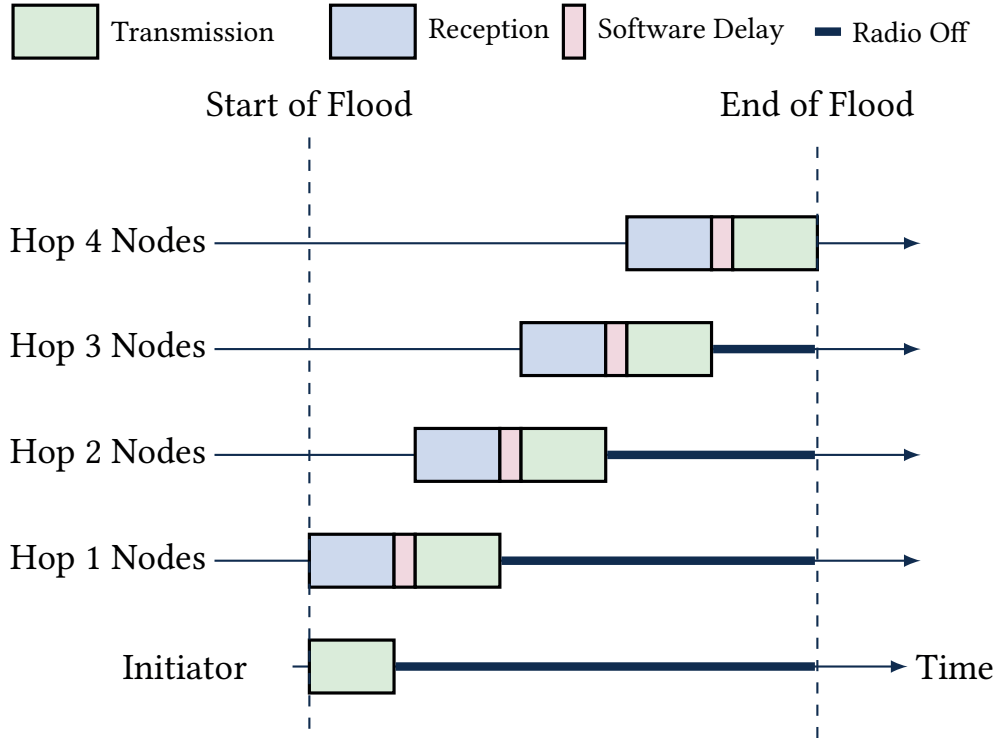 Transmission Reception Software Delay Radio Off
Start of Flood End of Flood
Hop 4 Nodes
Hop 3 Nodes
Hop 2 Nodes
Hop 1 Nodes
Initiator Time